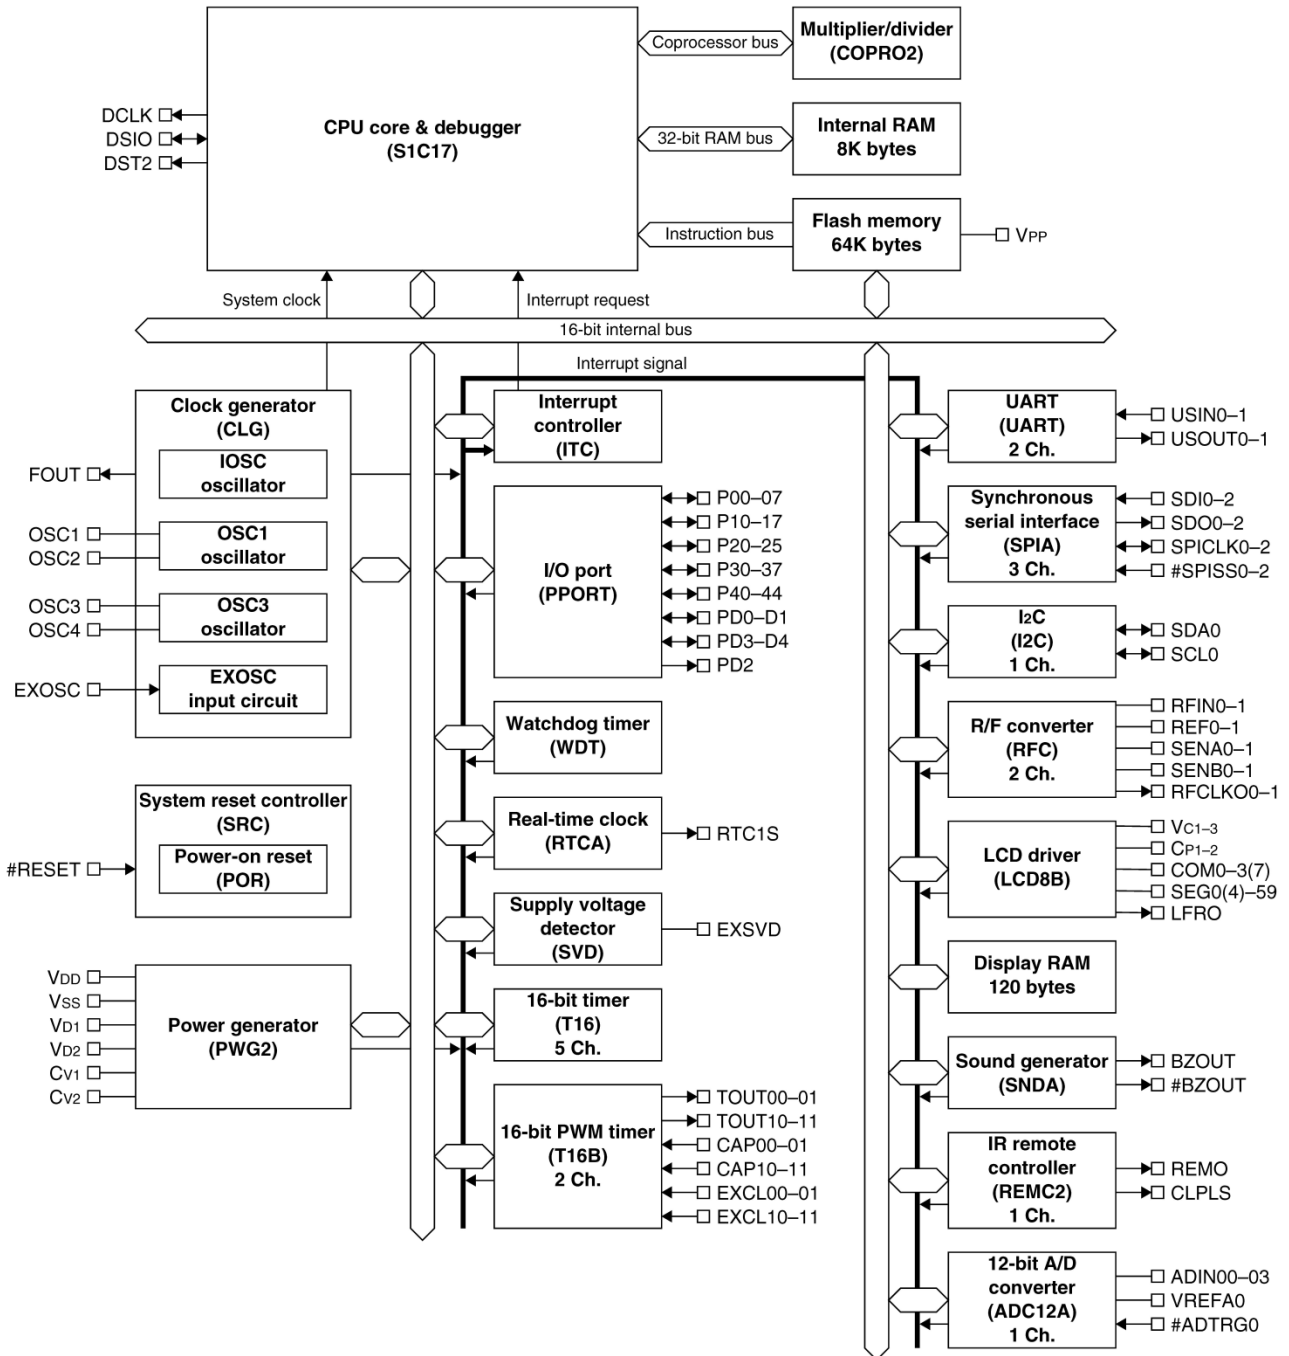 CPU core & debugger
(S1C17)
DCLK
DSIO
DST2
Coprocessor bus
Multiplier/divider
(COPRO2)
32-bit RAM bus
Internal RAM
8K bytes
Instruction bus
Flash memory
64K bytes
VPP
System clock
Interrupt request
16-bit internal bus
Interrupt signal
Clock generator
(CLG)
IOSC
oscillator
OSC1
oscillator
OSC3
oscillator
EXOSC
input circuit
FOUT
OSC1
OSC2
OSC3
OSC4
EXOSC
System reset controller
(SRC)
Power-on reset
(POR)
#RESET
Power generator
(PWG2)
VDD
VSS
VD1
VD2
CV1
CV2
Interrupt
controller
(ITC)
I/O port
(PPORT)
P00–07
P10–17
P20–25
P30–37
P40–44
PD0–D1
PD3–D4
PD2
Watchdog timer
(WDT)
Real-time clock
(RTCA)
RTC1S
Supply voltage
detector
(SVD)
EXSVD
16-bit timer
(T16)
5 Ch.
16-bit PWM timer
(T16B)
2 Ch.
TOUT00–01
TOUT10–11
CAP00–01
CAP10–11
EXCL00–01
EXCL10–11
UART
(UART)
2 Ch.
USIN0–1
USOUT0–1
Synchronous
serial interface
(SPIA)
3 Ch.
SDI0–2
SDO0–2
SPICLK0–2
#SPISS0–2
I2C
(I2C)
1 Ch.
SDA0
SCL0
R/F converter
(RFC)
2 Ch.
RFIN0–1
REF0–1
SENA0–1
SENB0–1
RFCLKO0–1
LCD driver
(LCD8B)
VC1–3
CP1–2
COM0–3(7)
SEG0(4)–59
LFRO
Display RAM
120 bytes
Sound generator
(SNDA)
BZOUT
#BZOUT
IR remote
controller
(REMC2)
1 Ch.
REMO
CLPLS
12-bit A/D
converter
(ADC12A)
1 Ch.
ADIN00–03
VREFA0
#ADTRG0